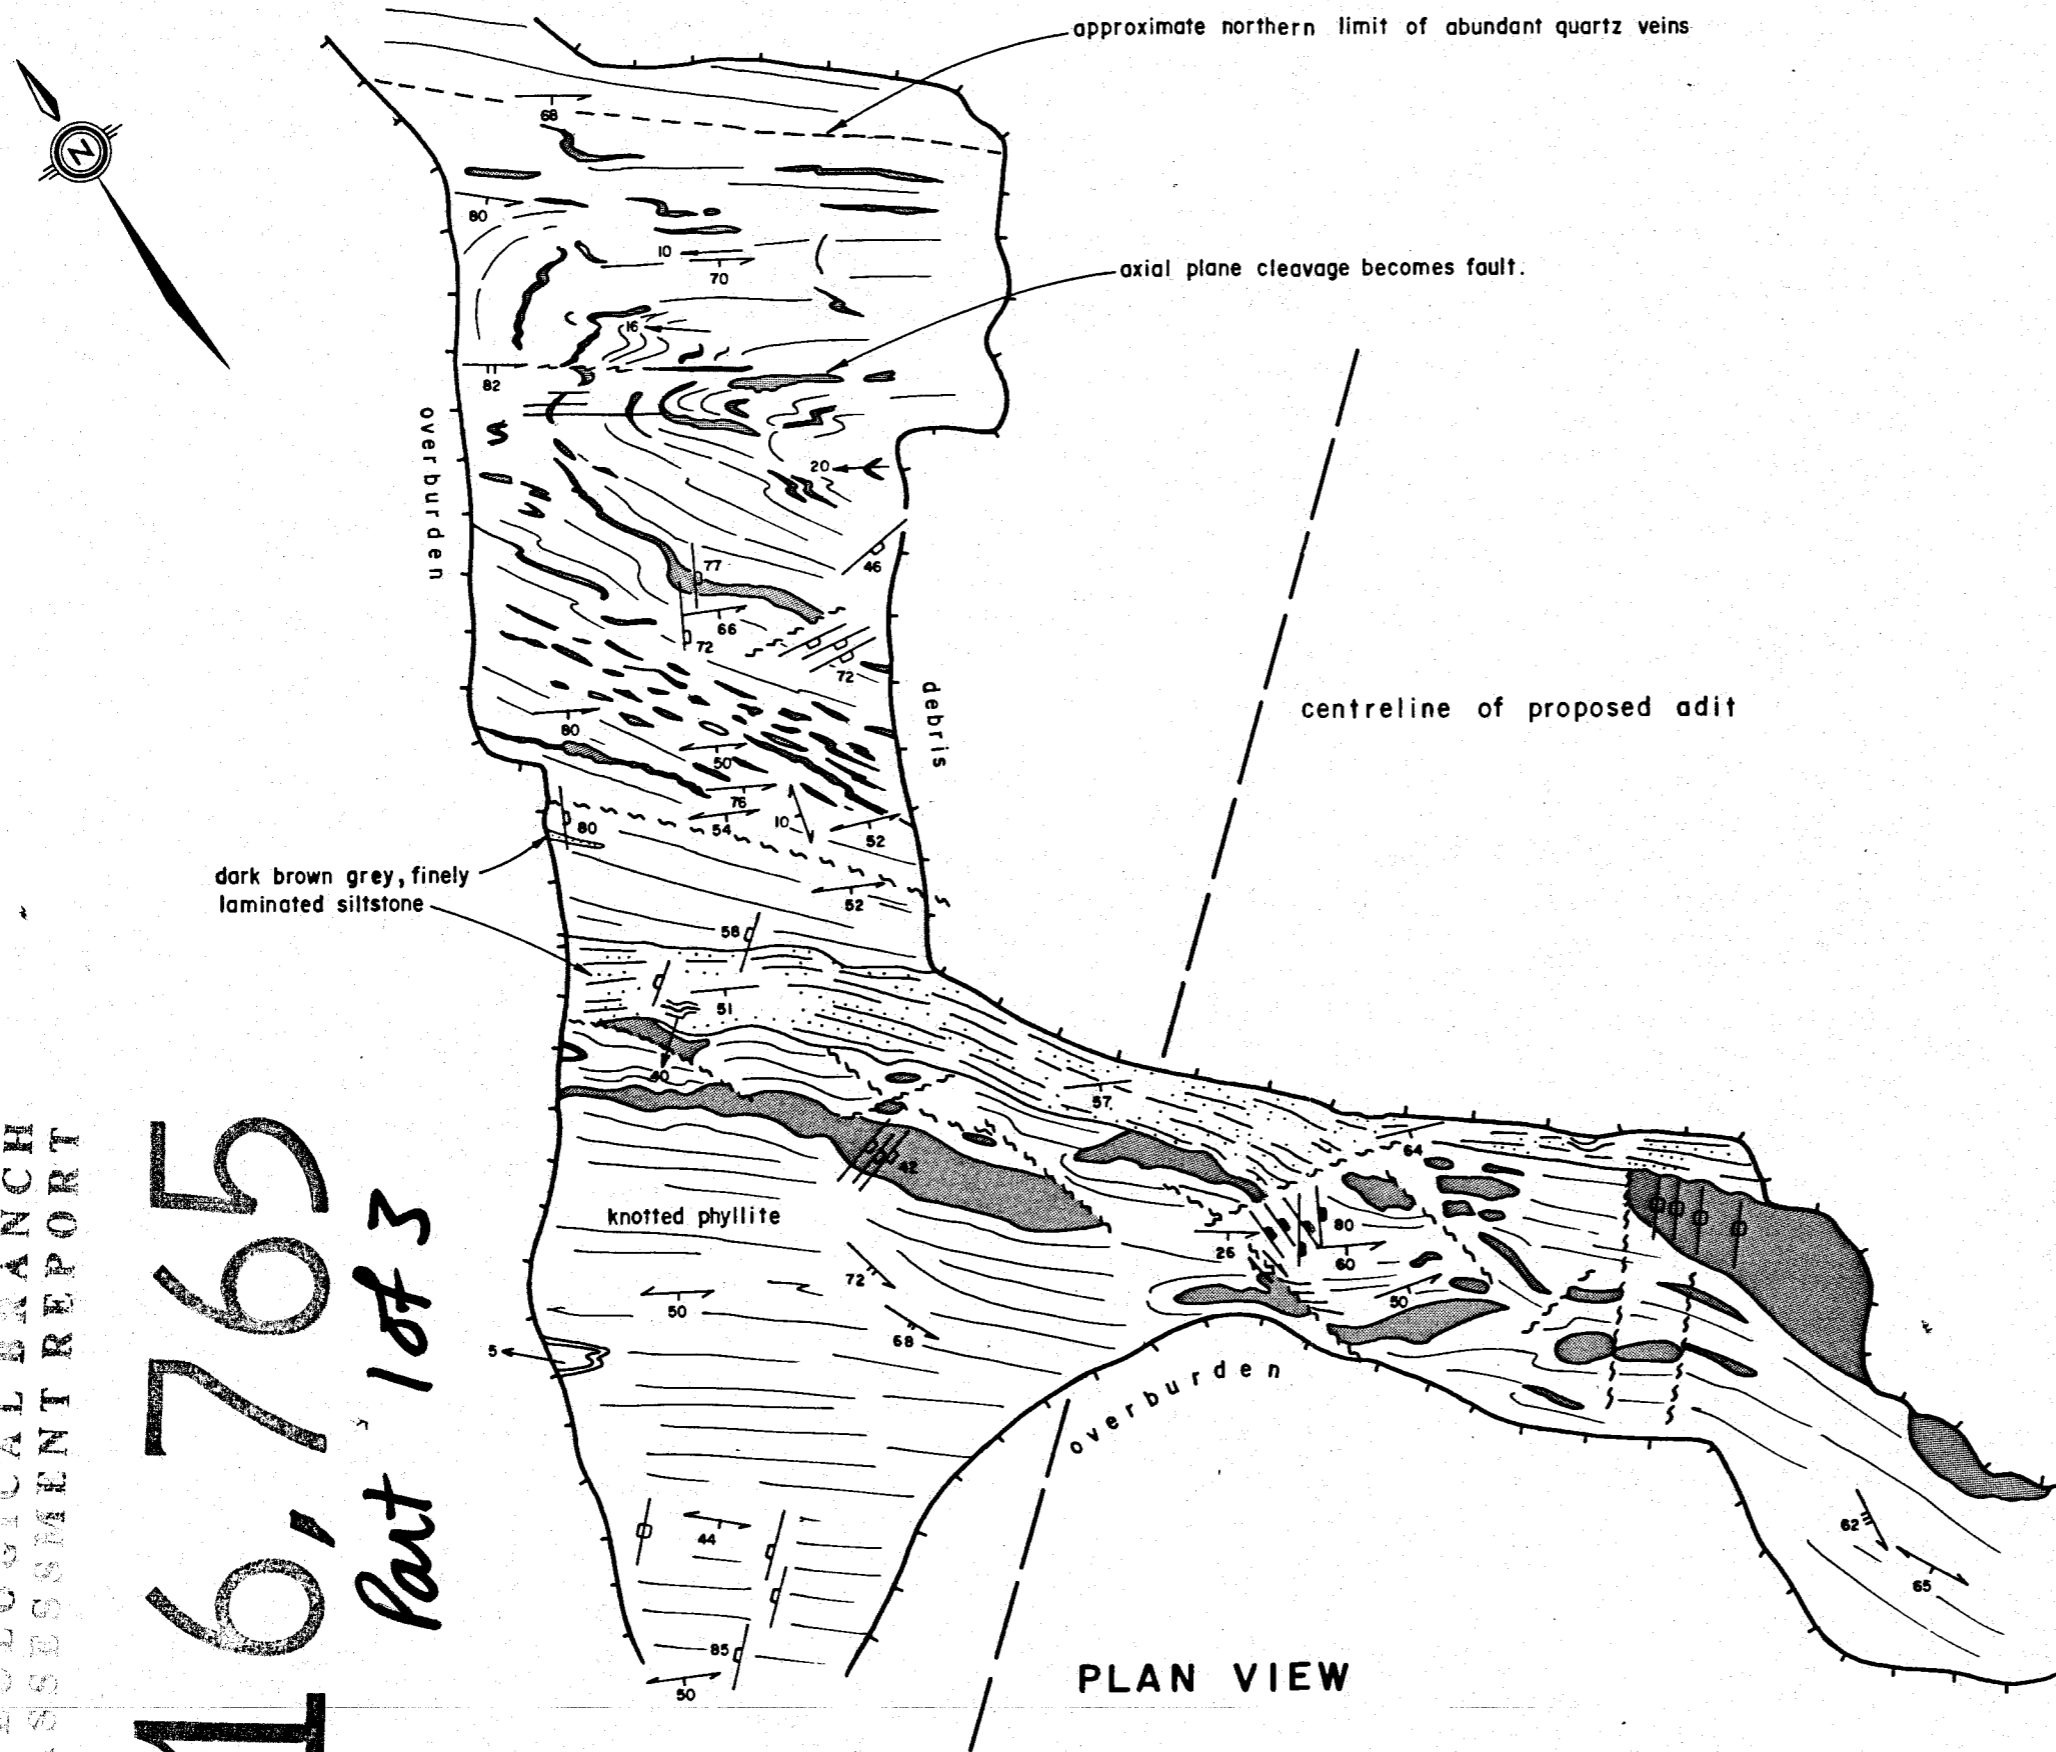 approximate northern limit of abundant quartz veins
N
68
80
10
70
axial plane cleavage becomes fault.
16
82
overburden
20
77
46
66
72
72
debris
centreline of proposed adit
80
50
76
54
10
80
52
dark brown grey, finely
laminated siltstone
52
58
51
40
57
64
42
knotted phyllite
26
80
60
72
50
50
68
5
overburden
44
62
65
85
50
PLAN VIEW
16,765
Part 1 of 3
BRANCH
ASSESSMENT REPORT